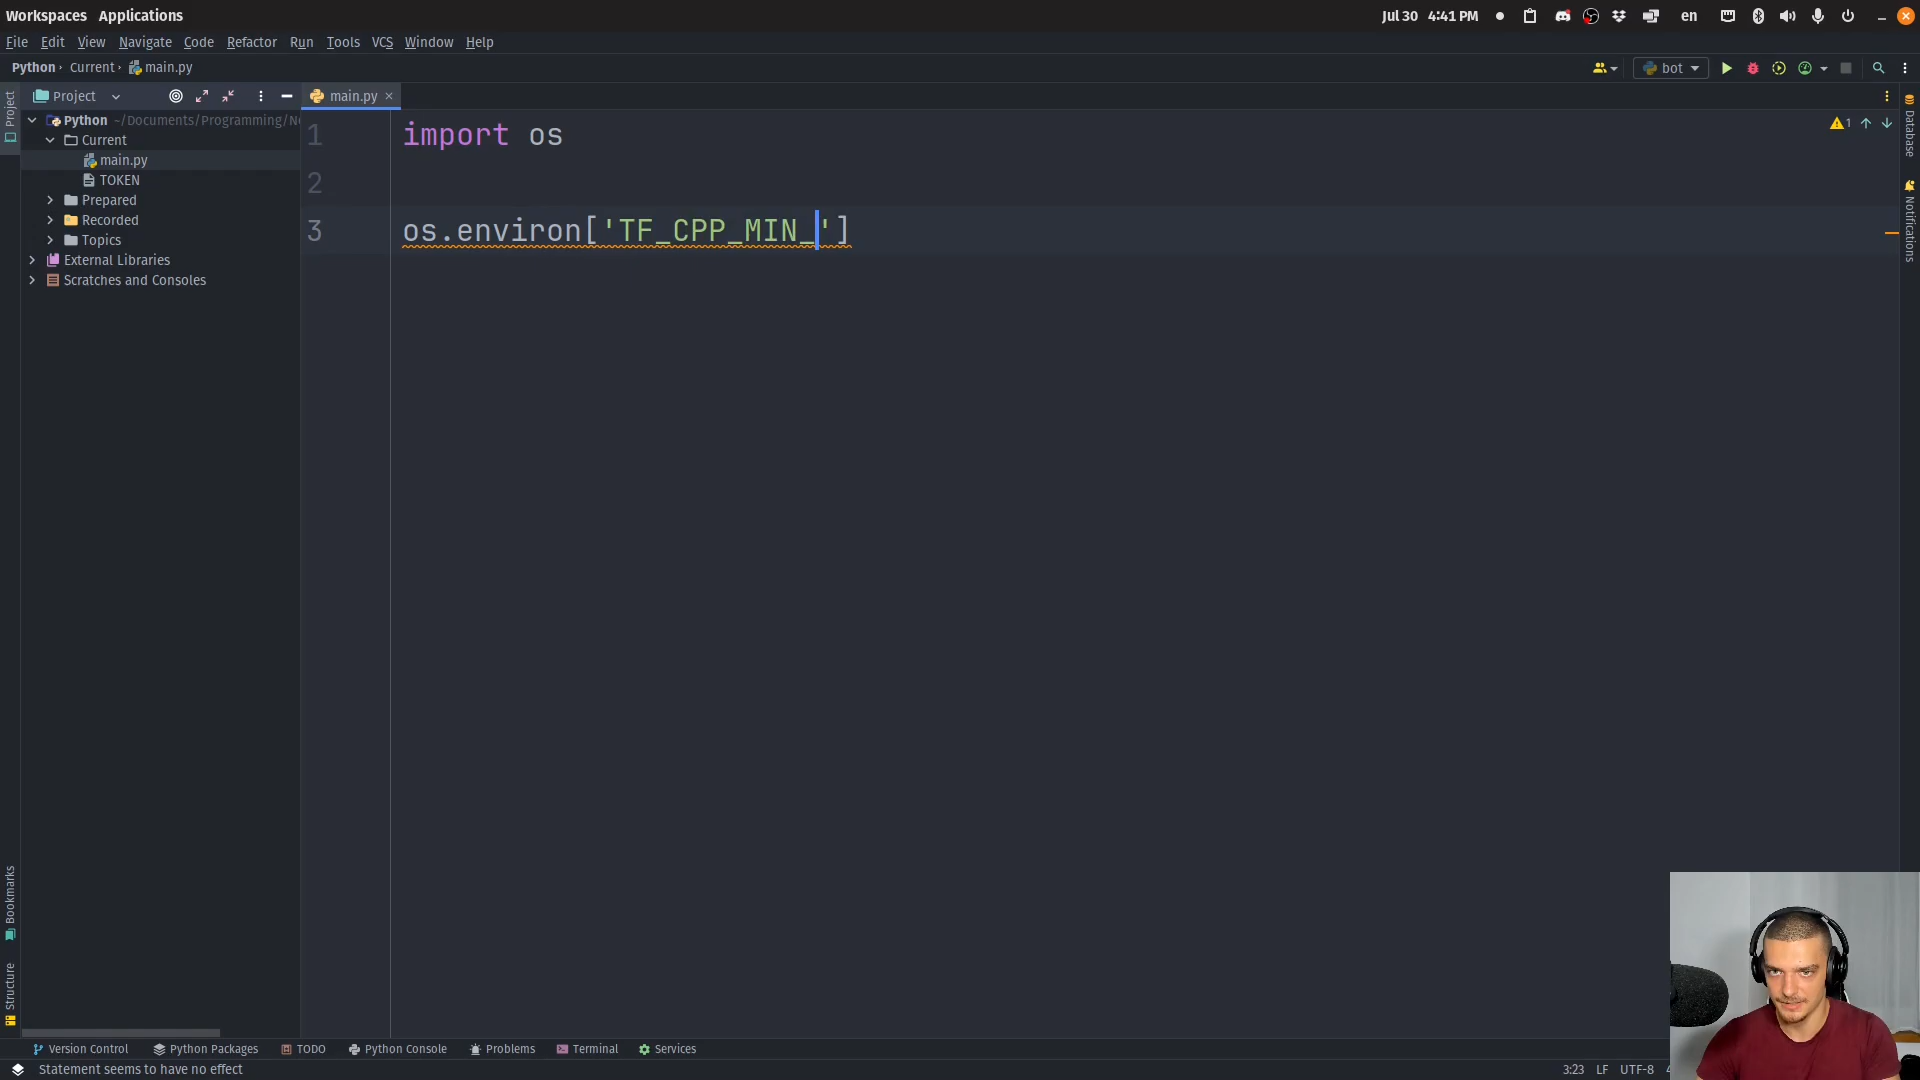 Workspaces Applications Jul 30 4:41 PM en
File Edit View Navigate Code Refactor Run Tools VCS Window Help
Python Current main.py bot
Project main.py
1 import os
2
3 os.environ['TF_CPP_MIN_']
1
Python ~/Documents/Programming/Ne
Current
main.py
TOKEN
Prepared
Recorded
Topics
External Libraries
Scratches and Consoles
Project
Bookmarks
Structure
Database
Notifications
Version Control Python Packages TODO Python Console Problems Terminal Services
Statement seems to have no effect 3:23 LF UTF-8